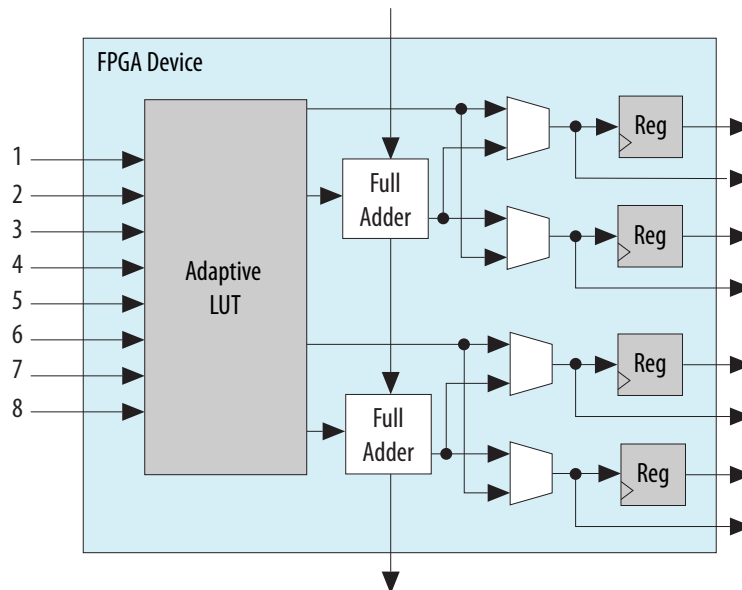 FPGA Device
1
2
3
4
5
6
7
8
Adaptive
LUT
Full
Adder
Full
Adder
Reg
Reg
Reg
Reg